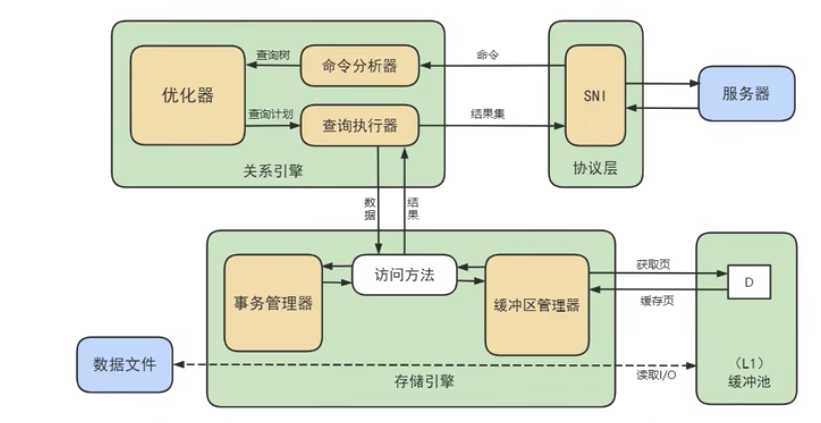 查询树
命令分析器
命令
优化器
SNI
服务器
查询计划
查询执行器
结果集
关系引擎
协议层
数
据
结
果
事务管理器
访问方法
缓冲区管理器
获取页
D
缓存页
数据文件
存储引擎
读取I/O
（L1）
缓冲池